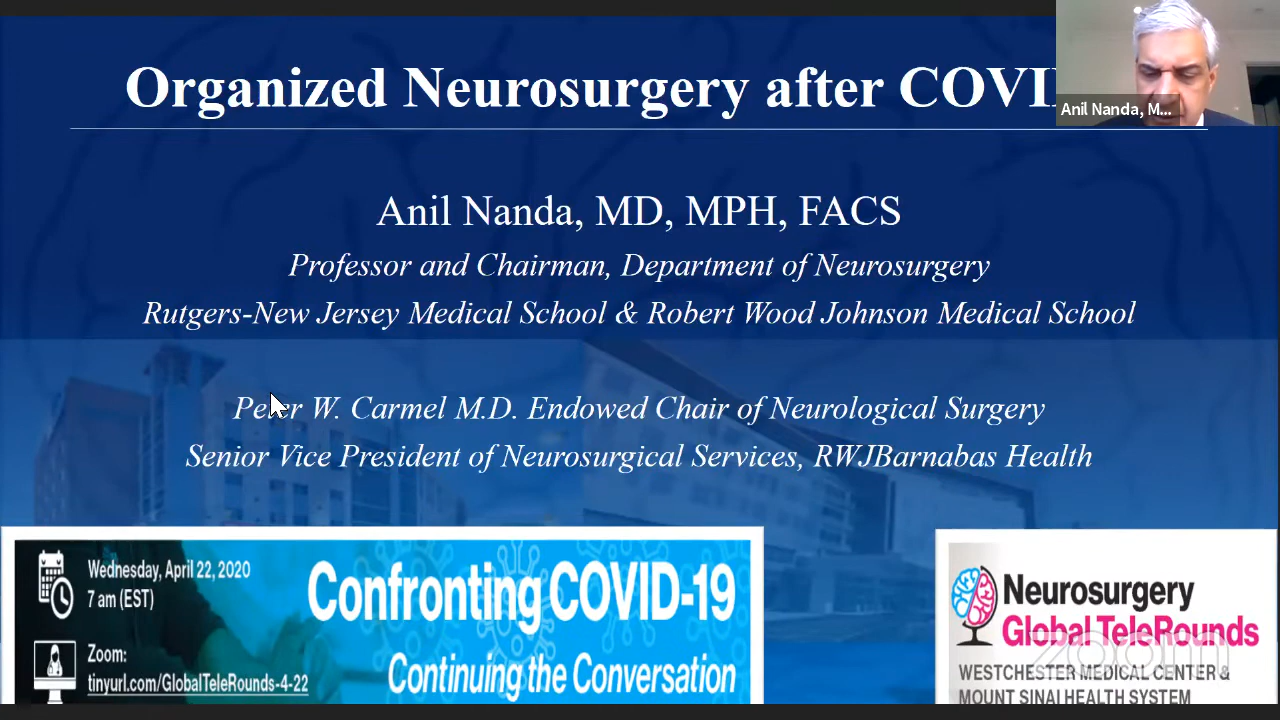 Organized Neurosurgery after COVI
Anil Nanda, M...
Anil Nanda, MD, MPH, FACS
Professor and Chairman, Department of Neurosurgery
Rutgers-New Jersey Medical School & Robert Wood Johnson Medical School
Peter W. Carmel M.D. Endowed Chair of Neurological Surgery
Senior Vice President of Neurosurgical Services, RWJBarnabas Health
Wednesday, April 22, 2020
7 am (EST)
Zoom:
tinyurl.com/GlobalTeleRounds-4-22
Confronting COVID-19
Continuing the Conversation
Neurosurgery
Global TeleRounds
zoom
WESTCHESTER MEDICAL CENTER &
MOUNT SINAI HEALTH SYSTEM